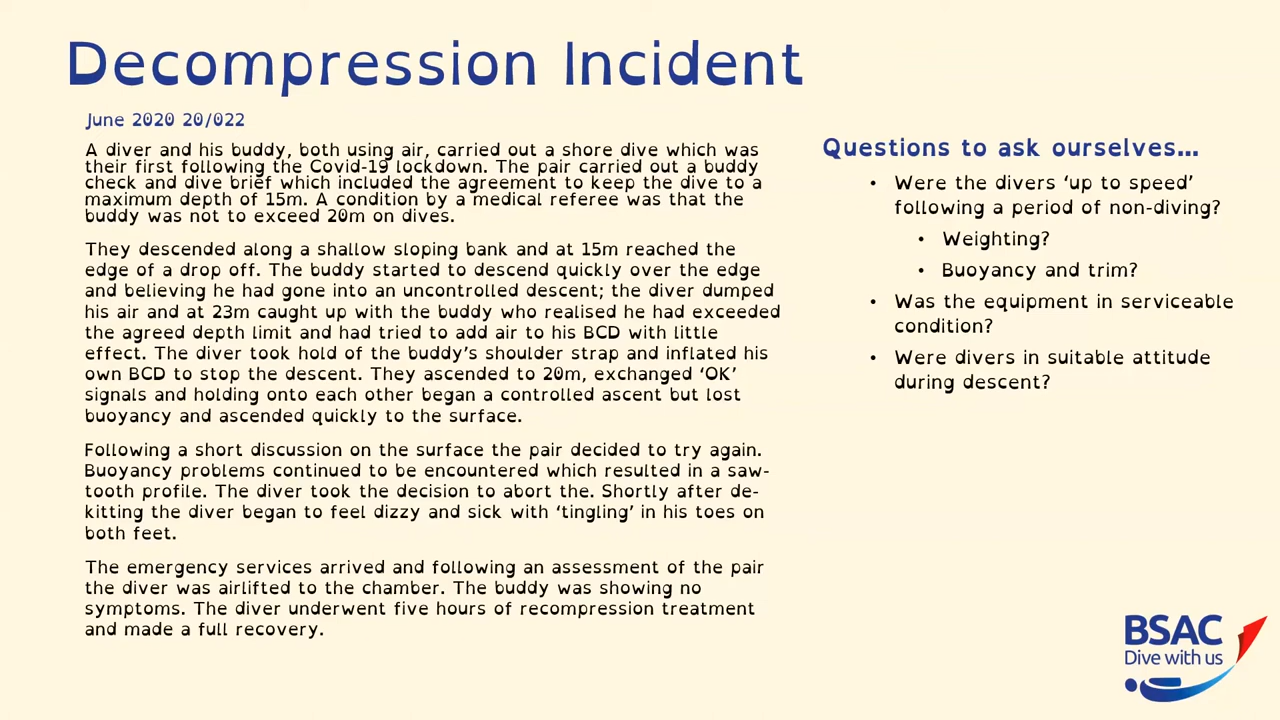 Decompression Incident
June 2020 20/022
A diver and his buddy, both using air, carried out a shore dive which was
their first following the Covid-19 lockdown. The pair carried out a buddy
check and dive brief which included the agreement to keep the dive to a
maximum depth of 15m. A condition by a medical referee was that the
buddy was not to exceed 20m on dives.
They descended along a shallow sloping bank and at 15m reached the
edge of a drop off. The buddy started to descend quickly over the edge
and believing he had gone into an uncontrolled descent; the diver dumped
his air and at 23m caught up with the buddy who realised he had exceeded
the agreed depth limit and had tried to add air to his BCD with little
effect. The diver took hold of the buddy's shoulder strap and inflated his
own BCD to stop the descent. They ascended to 20m, exchanged 'OK'
signals and holding onto each other began a controlled ascent but lost
buoyancy and ascended quickly to the surface.
Following a short discussion on the surface the pair decided to try again.
Buoyancy problems continued to be encountered which resulted in a saw-
tooth profile. The diver took the decision to abort the. Shortly after de-
kitting the diver began to feel dizzy and sick with 'tingling' in his toes on
both feet.
The emergency services arrived and following an assessment of the pair
the diver was airlifted to the chamber. The buddy was showing no
symptoms. The diver underwent five hours of recompression treatment
and made a full recovery.
Questions to ask ourselves...
• Were the divers 'up to speed'
following a period of non-diving?
• Weighting?
• Buoyancy and trim?
• Was the equipment in serviceable
condition?
• Were divers in suitable attitude
during descent?
BSAC
Dive with us